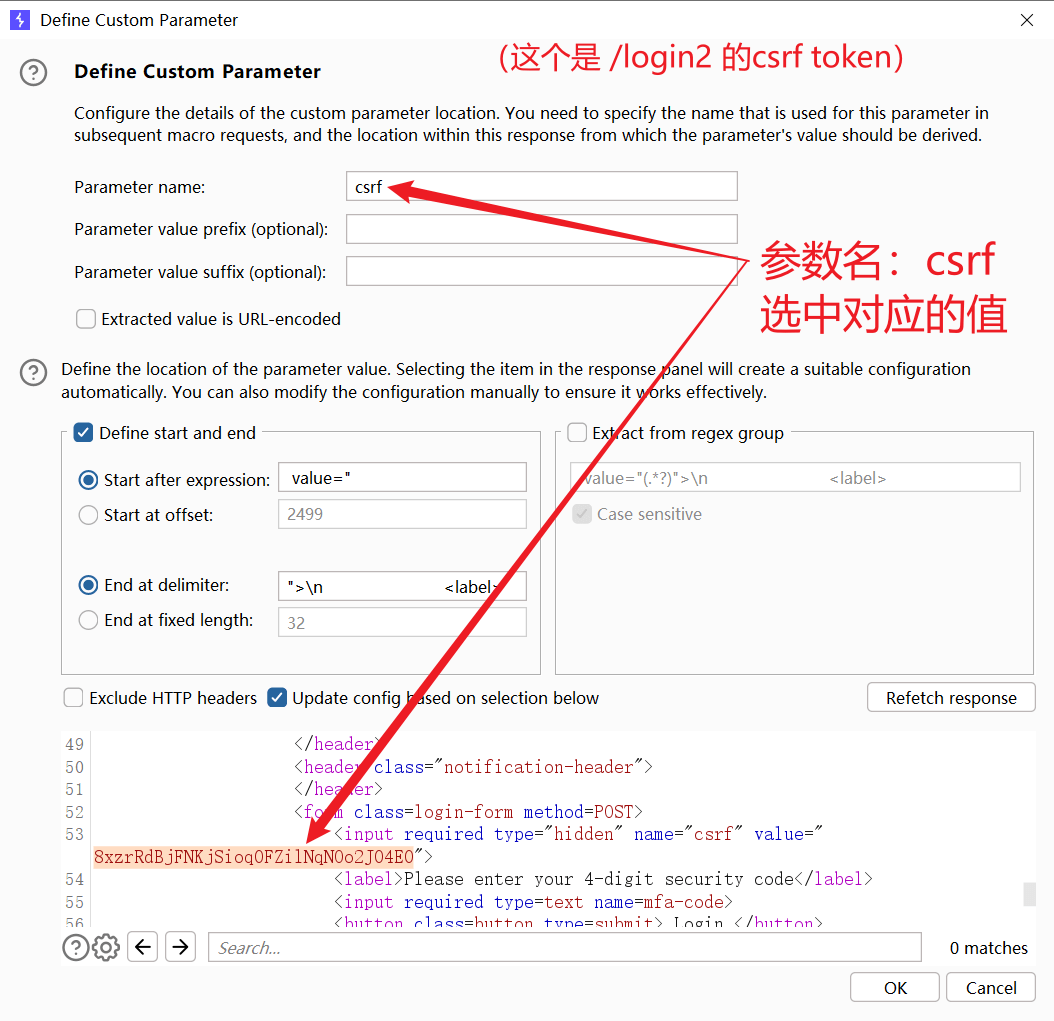 Define Custom Parameter
(这个是 /login2 的csrf token)
Define Custom Parameter
Configure the details of the custom parameter location. You need to specify the name that is used for this parameter in
subsequent macro requests, and the location within this response from which the parameter's value should be derived.
Parameter name:
csrf
Parameter value prefix (optional):
Parameter value suffix (optional):
参数名：csrf
选中对应的值
Extracted value is URL-encoded
Define the location of the parameter value. Selecting the item in the response panel will create a suitable configuration
automatically. You can also modify the configuration manually to ensure it works effectively.
Define start and end
Start after expression:
value="
Start at offset:
2499
End at delimiter:
">\n                         <label>
End at fixed length:
32
Extract from regex group
value="(.*?)">\n                         <label>
Case sensitive
Exclude HTTP headers
Update config based on selection below
Refetch response
49 </header>
50 <header class="notification-header">
51 </header>
52 <form class=login-form method=POST>
53 <input required type="hidden" name="csrf" value="
8xzrRdBjFNKjSioqOFZilNqNOo2JO4EO">
54 <label>Please enter your 4-digit security code</label>
55 <input required type=text name=mfa-code>
56 <button class=button type=submit> Login </button>
Search...
0 matches
OK
Cancel